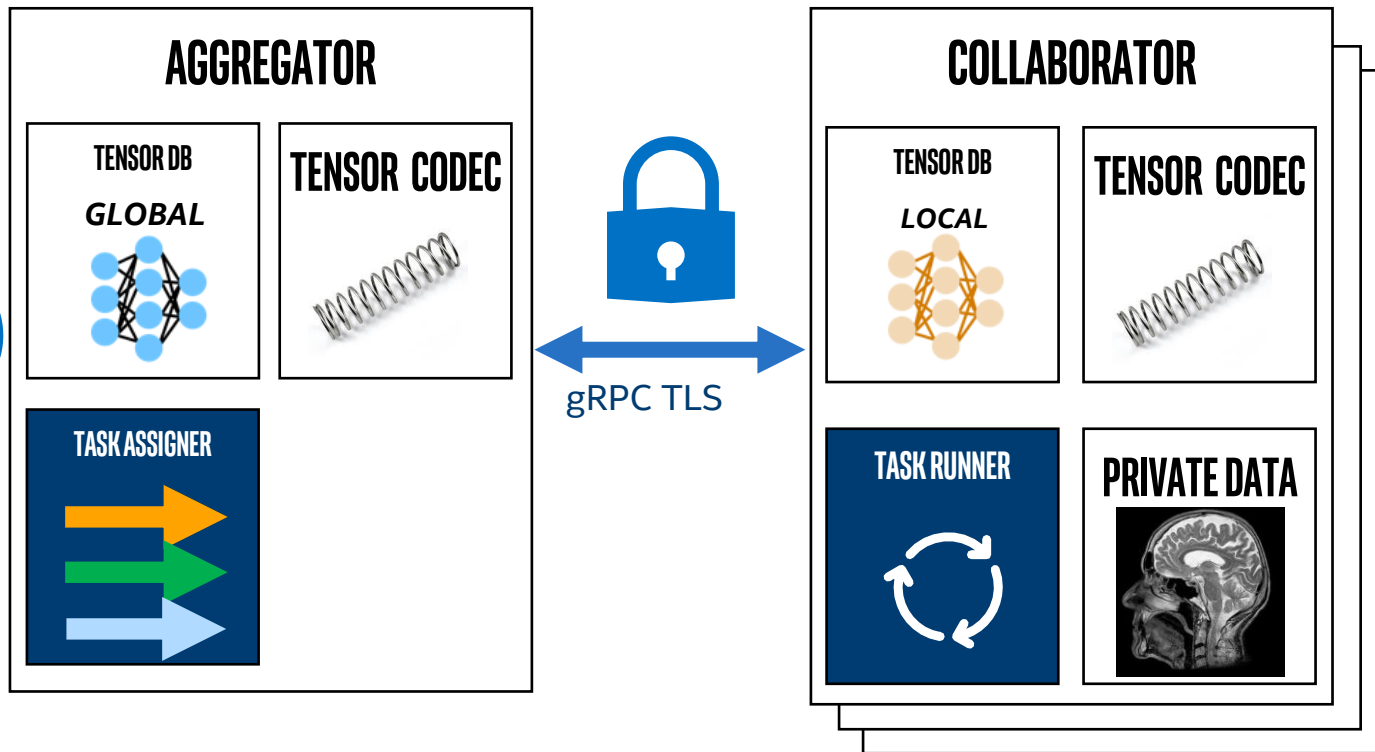 AGGREGATOR
TENSOR DB
GLOBAL
TENSOR CODEC
TASK ASSIGNER
gRPC TLS
COLLABORATOR
TENSOR DB
LOCAL
TENSOR CODEC
TASK RUNNER
PRIVATE DATA